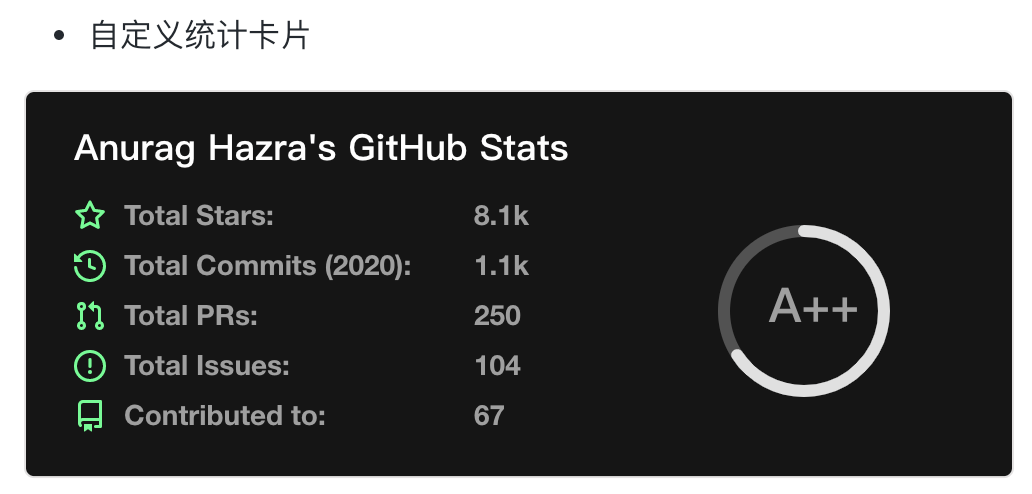 自定义统计卡片
Anurag Hazra's GitHub Stats
Total Stars: 8.1k
Total Commits (2020): 1.1k
Total PRs: 250
Total Issues: 104
Contributed to: 67
A++